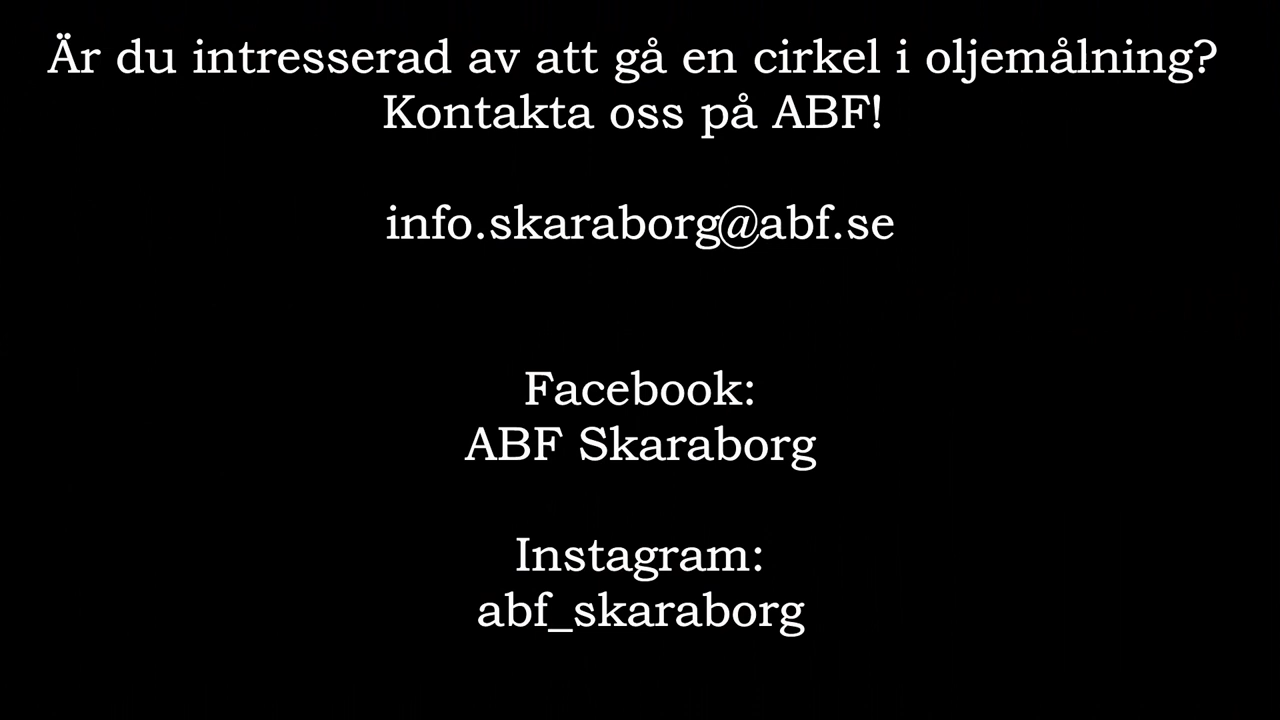 Är du intresserad av att gå en cirkel i oljemålning?
Kontakta oss på ABF!
info.skaraborg@abf.se
Facebook:
ABF Skaraborg
Instagram:
abf_skaraborg